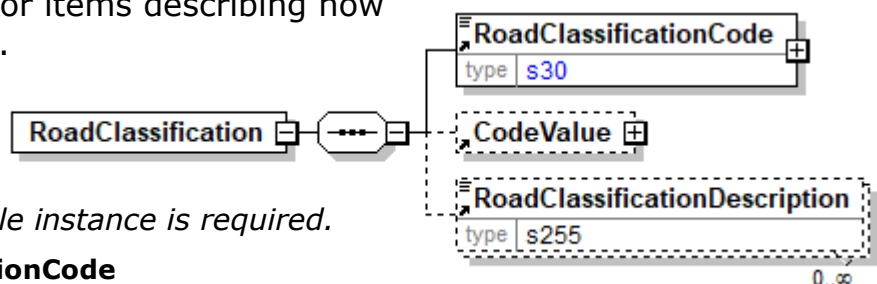 or items describing how
.
RoadClassificationCode
type s30
RoadClassification
CodeValue
RoadClassificationDescription
type s255
0..∞
le instance is required.
ionCode